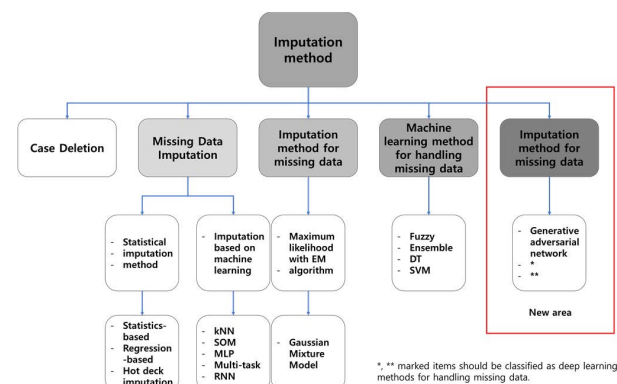 Imputation
method
Case Deletion
Missing Data
Imputation
Imputation
method for
missing data
Machine
learning method
for handling
missing data
Imputation
method for
missing data
- Statistical
- imputation
- method
- Imputation
based on
machine
learning
- Maximum
likelihood
with EM
- algorithm
- Fuzzy
- Ensemble
- DT
- SVM
- Generative
adversarial
network
- *
- **
New area
- Statistics-
based
- Regression
-based
- Hot deck
imputation
- kNN
- SOM
- MLP
- Multi-task
- RNN
- Gaussian
Mixture
Model
*, ** marked items should be classified as deep learning
methods for handling missing data.